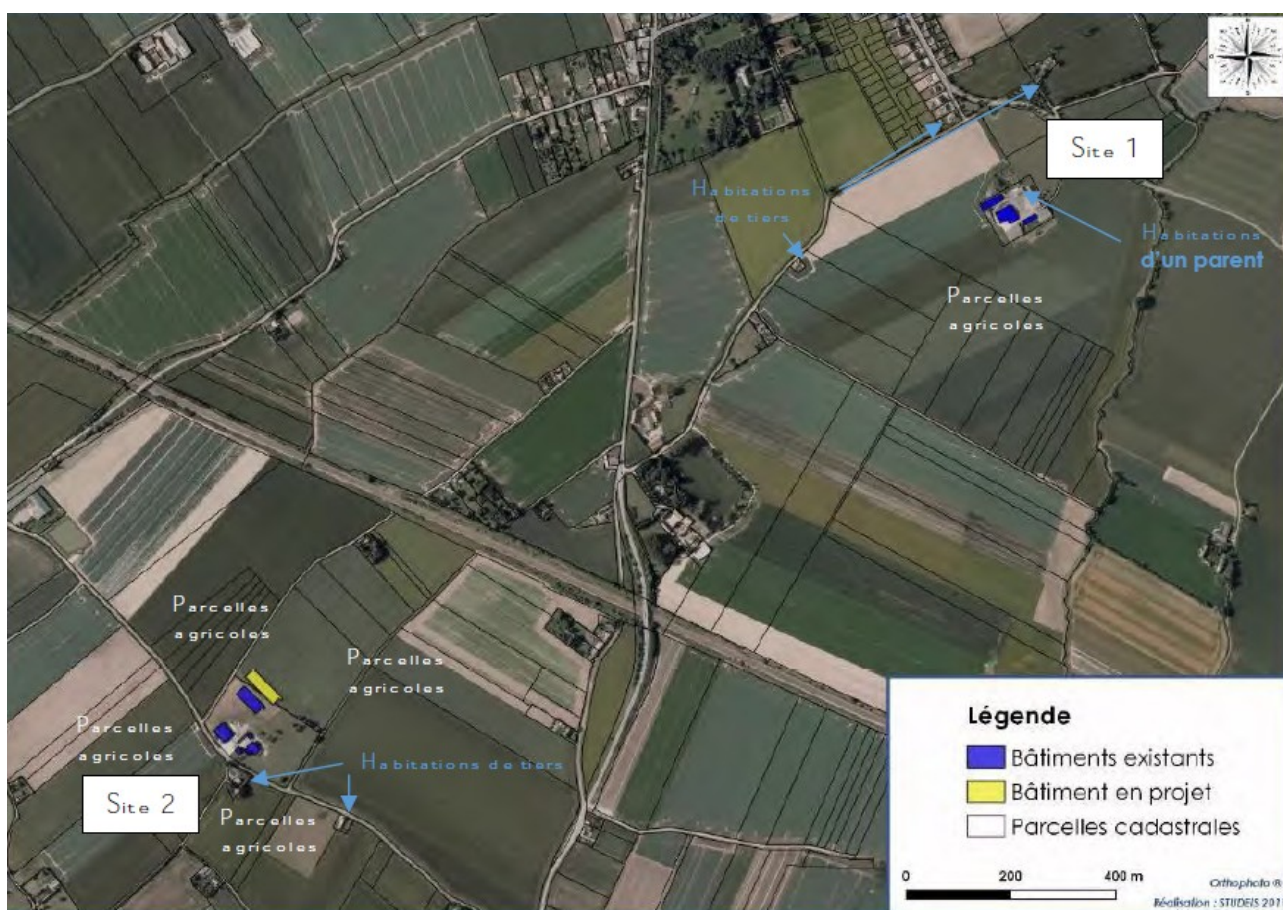 Site 1
Habitations
de tiers
Habitations
d'un parent
Parcelles
agricoles
Parcelles
agricoles
Parcelles
agricoles
Parcelles
agricoles
Habitations de tiers
Site 2
Parcelles
agricoles
Légende
Bâtiments existants
Bâtiment en projet
Parcelles cadastrales
0 200 400 m
Orthophoto ®
Réalisation : STUDEIS 201